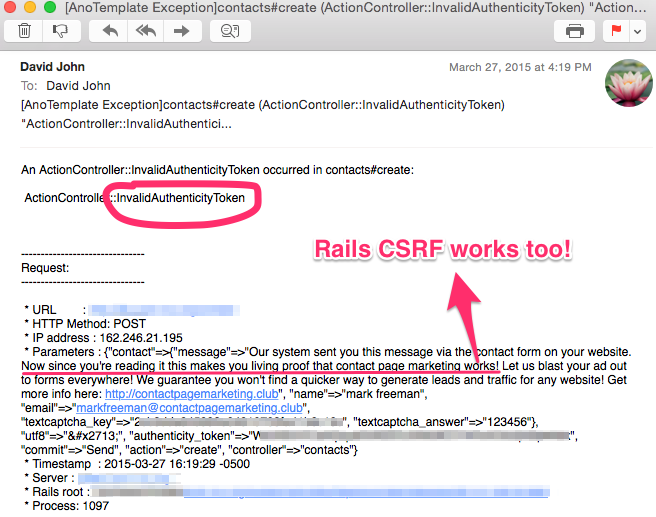 [AnoTemplate Exception]contacts#create (ActionController::InvalidAuthenticityToken) "Action...
David John
March 27, 2015 at 4:19 PM
To: David John
[AnoTemplate Exception]contacts#create (ActionController::InvalidAuthenticityToken)
"ActionController::InvalidAuthentici...
An ActionController::InvalidAuthenticityToken occurred in contacts#create:
ActionController::InvalidAuthenticityToken
Rails CSRF works too!
-------------------------------
Request:
-------------------------------
* URL :
* HTTP Method: POST
* IP address : 162.246.21.195
* Parameters : {"contact"=>{"message"=>"Our system sent you this message via the contact form on your website.
Now since you're reading it this makes you living proof that contact page marketing works! Let us blast your ad out
to forms everywhere! We guarantee you won't find a quicker way to generate leads and traffic for any website! Get
more info here: http://contactpagemarketing.club", "name"=>"mark freeman",
"email"=>"markfreeman@contactpagemarketing.club",
"textcaptcha_key"=>" "textcaptcha_answer"=>"123456"},
"utf8"=>"&#x2713;", "authenticity_token"=>"
"commit"=>"Send", "action"=>"create", "controller"=>"contacts"}
* Timestamp : 2015-03-27 16:19:29 -0500
* Server :
* Rails root :
* Process: 1097